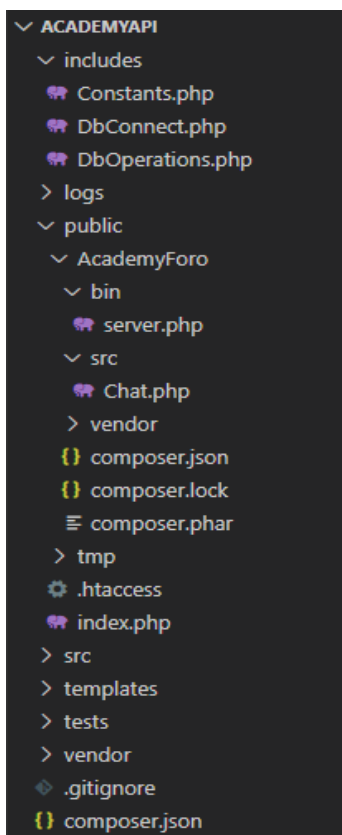 ACADEMYAPI
includes
Constants.php
DbConnect.php
DbOperations.php
logs
public
AcademyForo
bin
server.php
src
Chat.php
vendor
{} composer.json
{} composer.lock
composer.phar
tmp
.htaccess
index.php
src
templates
tests
vendor
.gitignore
{} composer.json